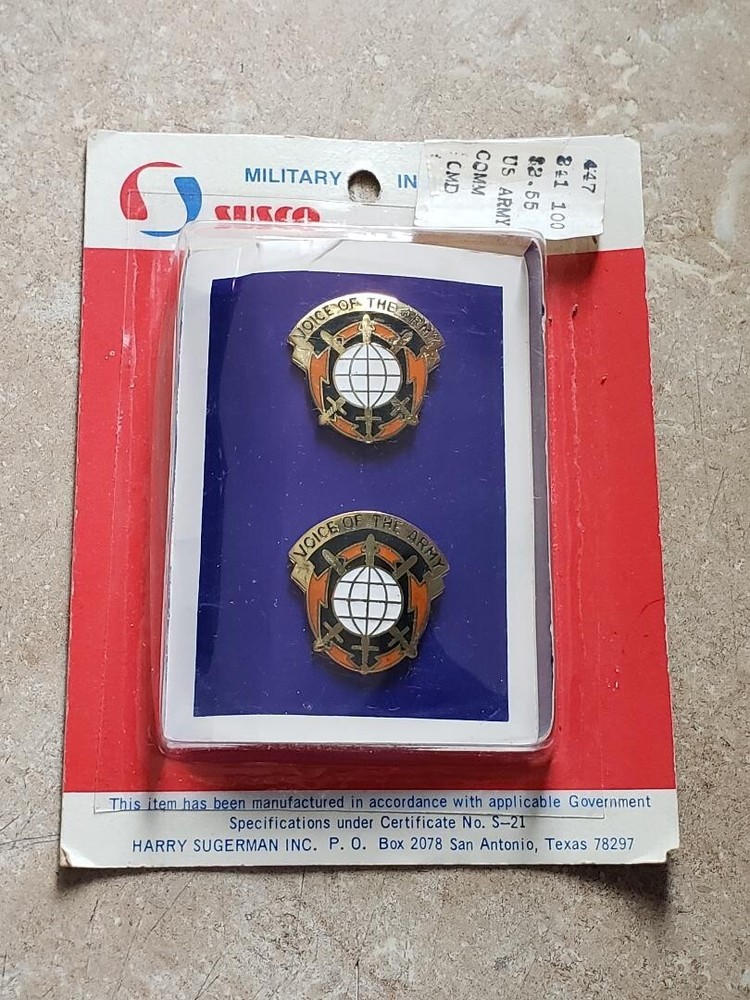 MILITARY IN
SUSCO
447
841 100
$2.55
US ARMY
COMM
CMD
VOICE OF THE ARMY
VOICE OF THE ARMY
This item has been manufactured in accordance with applicable Government
Specifications under Certificate No. S-21
HARRY SUGERMAN INC. P. O. Box 2078 San Antonio, Texas 78297